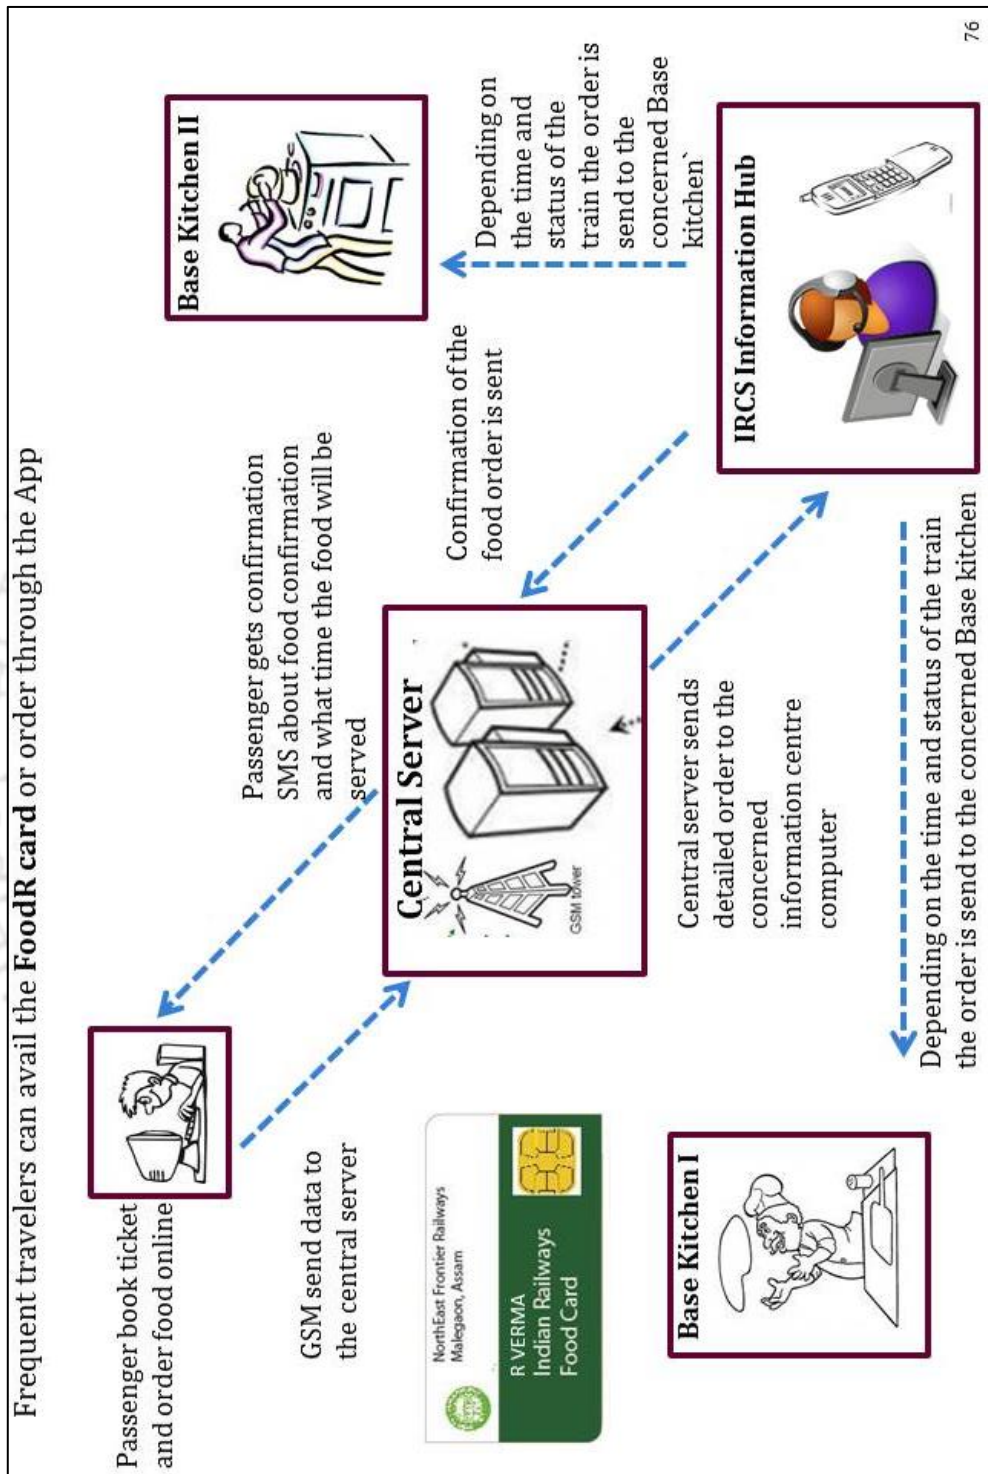 Frequent travelers can avail the FoodR card or order through the App
Passenger book ticket
and order food online
Passenger gets confirmation
SMS about food confirmation
and what time the food will be
served
Base Kitchen II
GSM send data to
the central server
Central Server
GSM tower
Confirmation of the
food order is sent
Depending on
the time and
status of the
train the order is
send to the
concerned Base
kitchen`
NorthEast Frontier Railways
Malegaon, Assam
R VERMA
Indian Railways
Food Card
Central server sends
detailed order to the
concerned
information centre
computer
IRCS Information Hub
Base Kitchen I
Depending on the time and status of the train
the order is send to the concerned Base kitchen
76